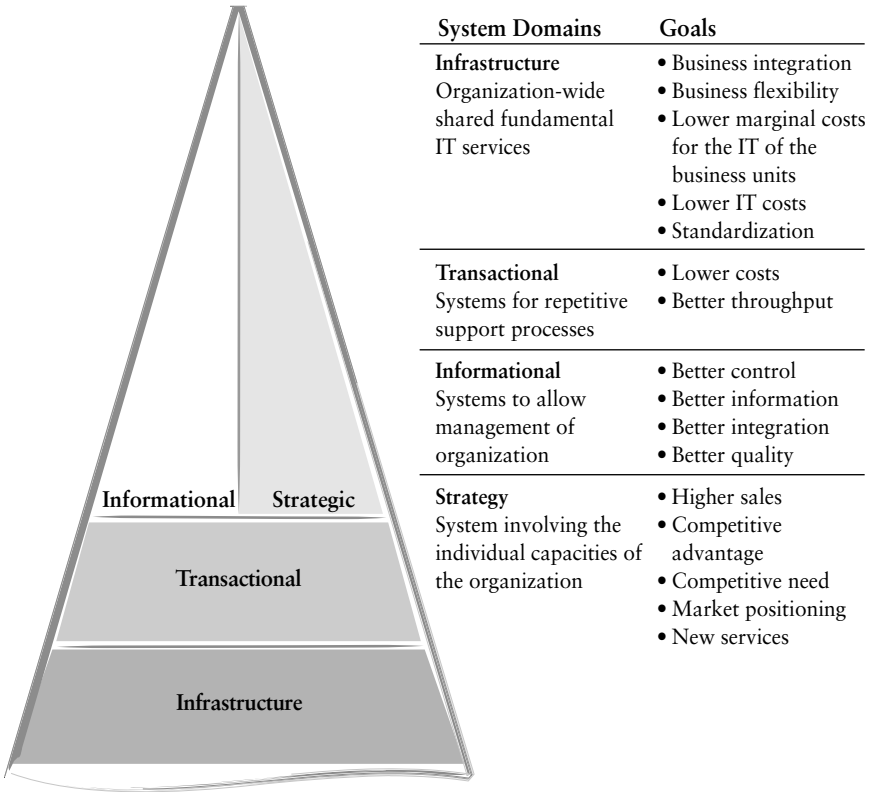 System Domains Goals
Infrastructure
Organization-wide
shared fundamental
IT services
• Business integration
• Business flexibility
• Lower marginal costs
for the IT of the
business units
• Lower IT costs
• Standardization
Transactional
Systems for repetitive
support processes
• Lower costs
• Better throughput
Informational
Systems to allow
management of
organization
• Better control
• Better information
• Better integration
• Better quality
Strategy
System involving the
individual capacities of
the organization
• Higher sales
• Competitive
advantage
• Competitive need
• Market positioning
• New services
Informational Strategic
Transactional
Infrastructure